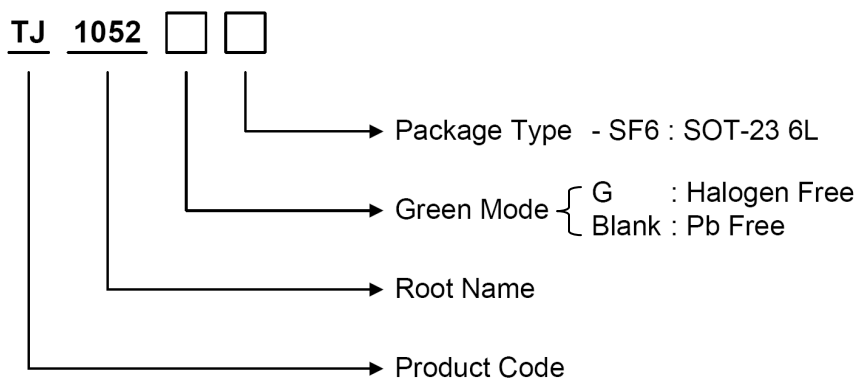 TJ 1052
Package Type - SF6 : SOT-23 6L
Green Mode
G : Halogen Free
Blank : Pb Free
Root Name
Product Code